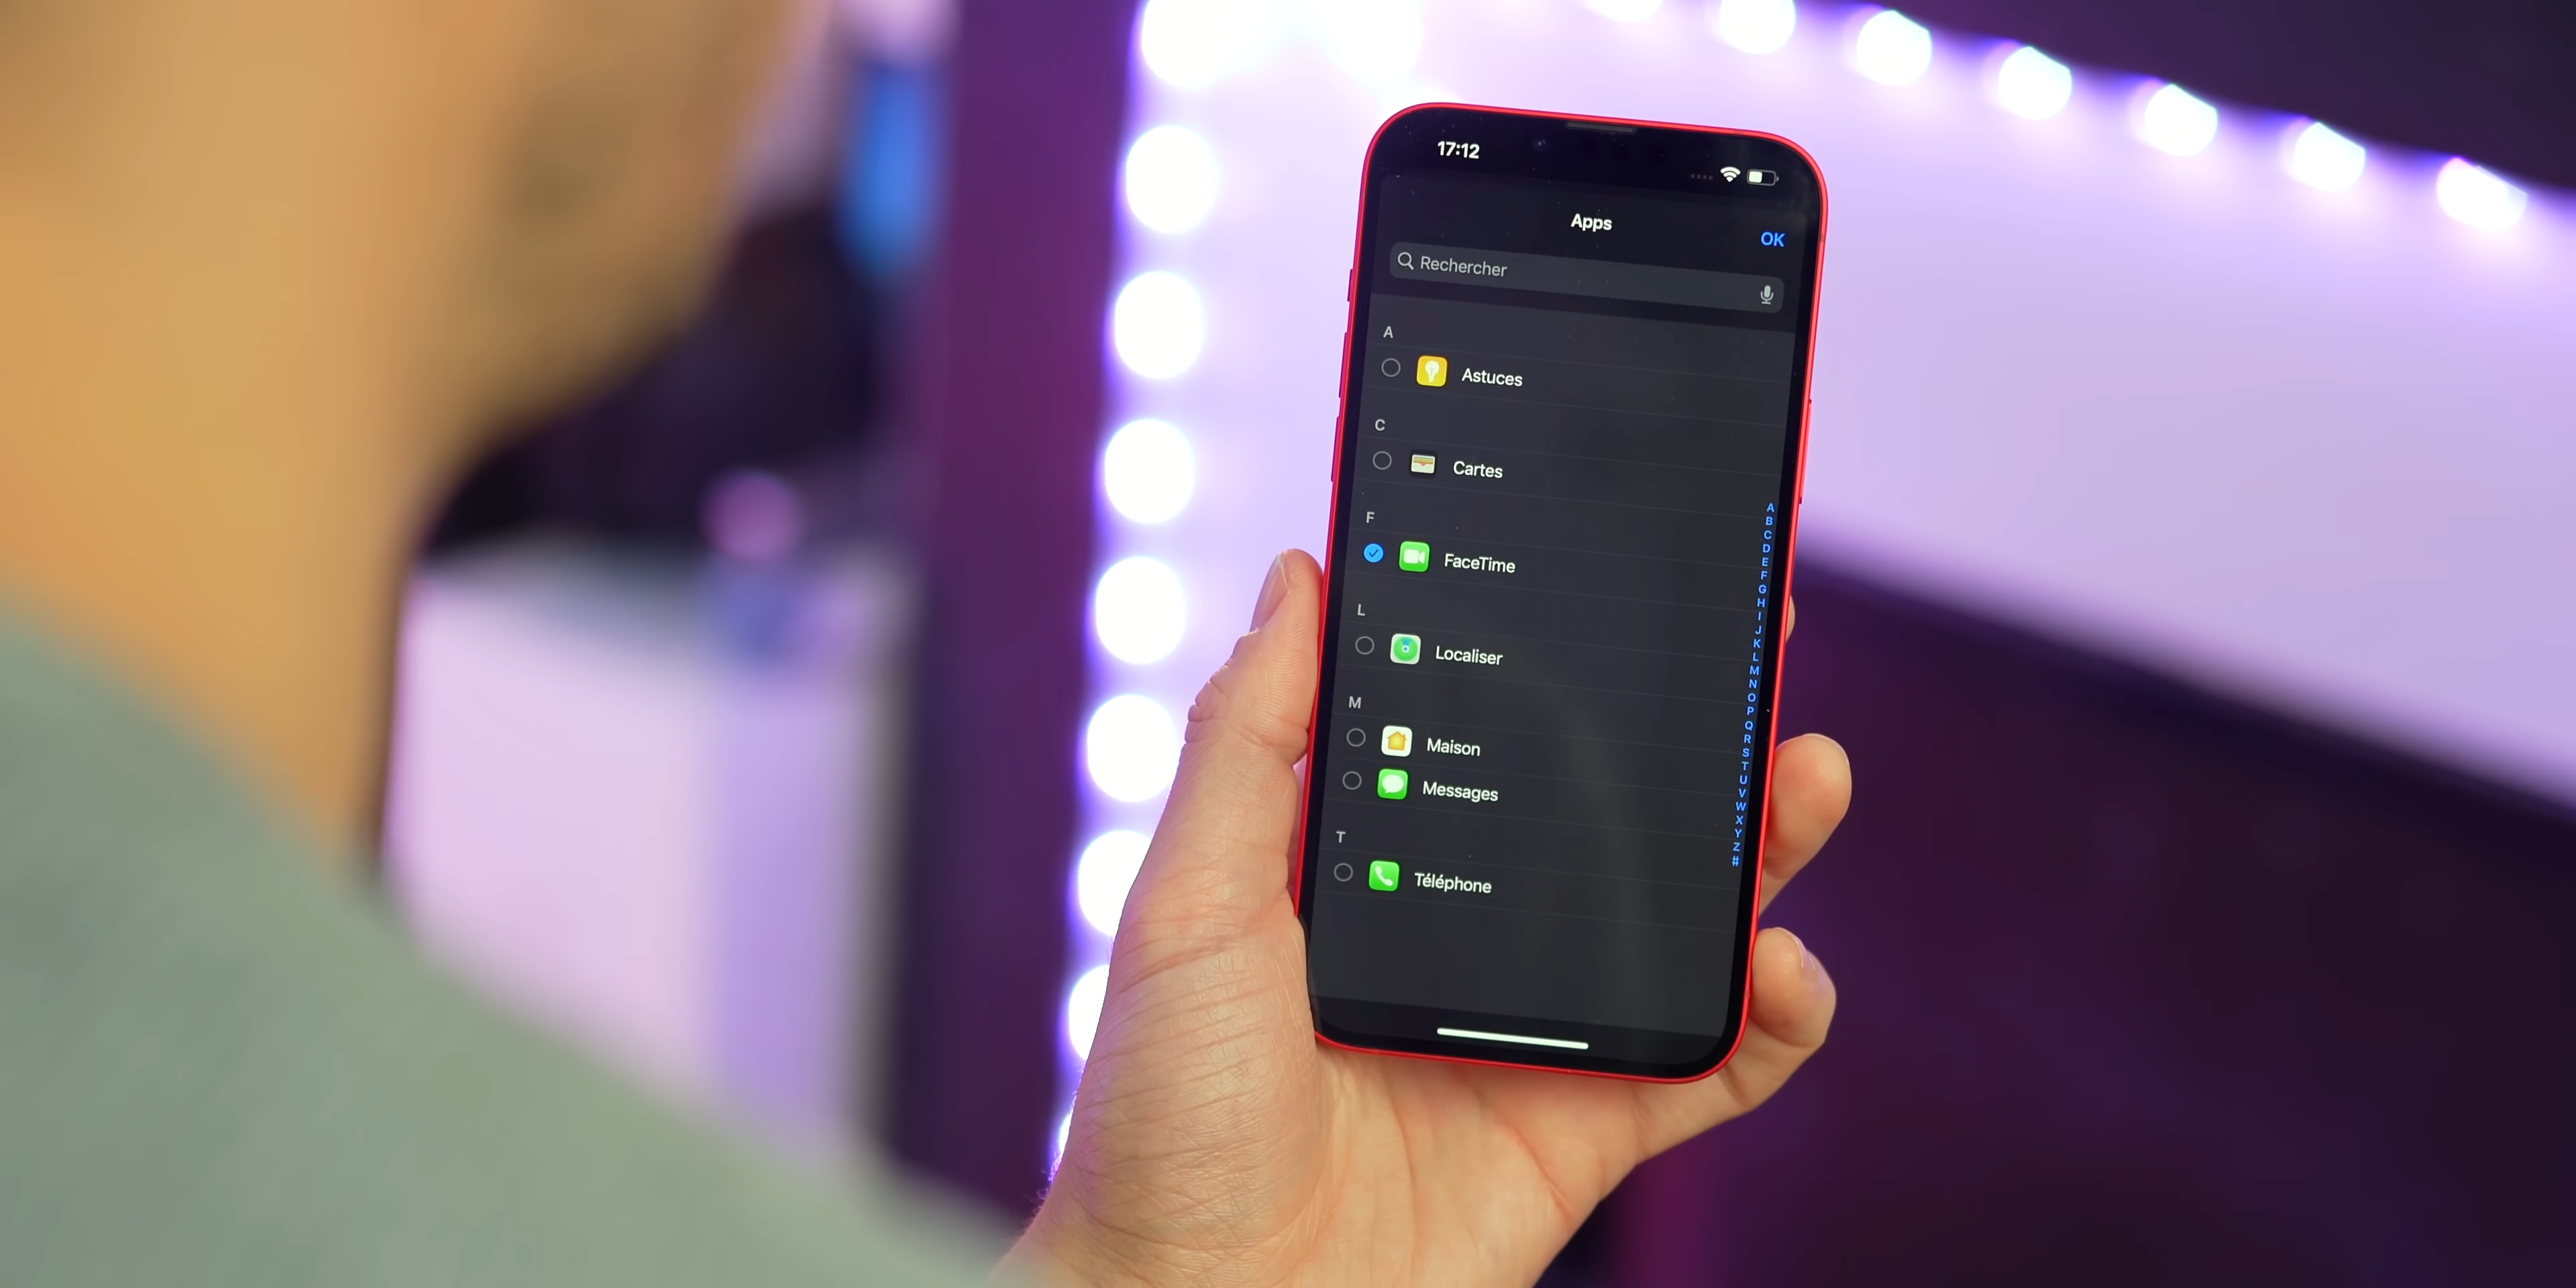 17:12
Apps
OK
Rechercher
A
Astuces
C
Cartes
F
FaceTime
L
Localiser
M
Maison
Messages
T
Téléphone
A
B
C
D
E
F
G
H
I
J
K
L
M
N
O
P
Q
R
S
T
U
V
W
X
Y
Z
#